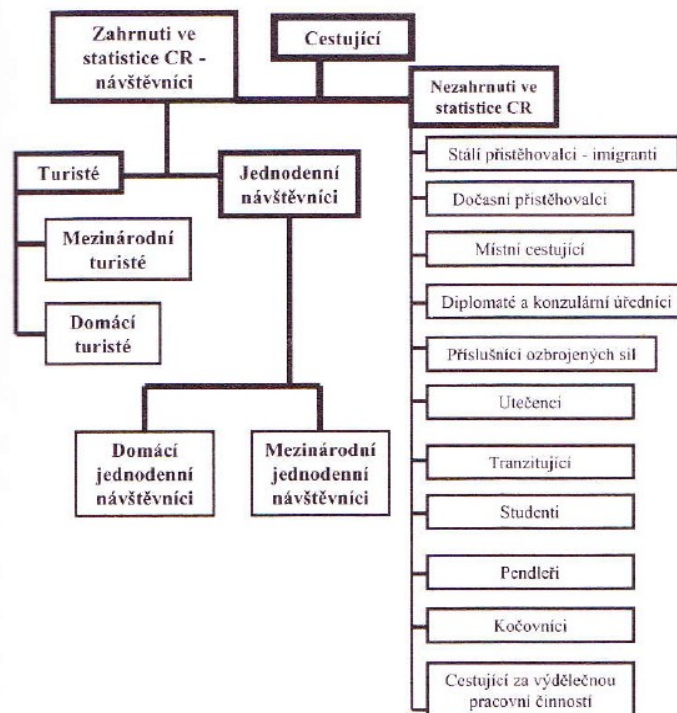 Zahrnuti ve
statistice CR -
návštěvníci
Cestující
Nezahrnuti ve
statistice CR
Turisté
Jednodenní
návštěvníci
Mezinárodní
turisté
Domácí
turisté
Domácí
jednodenní
návštěvníci
Mezinárodní
jednodenní
návštěvníci
Stálí přistěhovalci - imigranti
Dočasní přistěhovalci
Místní cestující
Diplomaté a konzulární úředníci
Příslušníci ozbrojených sil
Utečenci
Tranzitující
Studenti
Pendleři
Kočovníci
Cestující za výdělečnou
pracovní činností